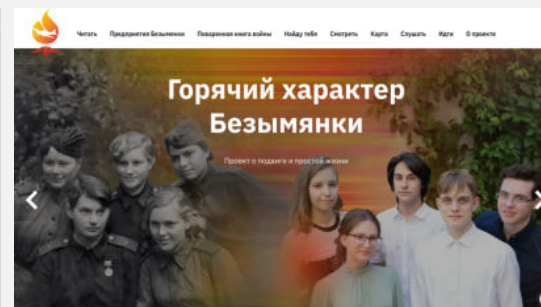 Читать Предприятия Безымянки Поваренная книга войны Найду тебя Смотреть Карта Слушать Идти О проекте
Горячий характер
Безымянки
Проект о подвиге и простой жизни